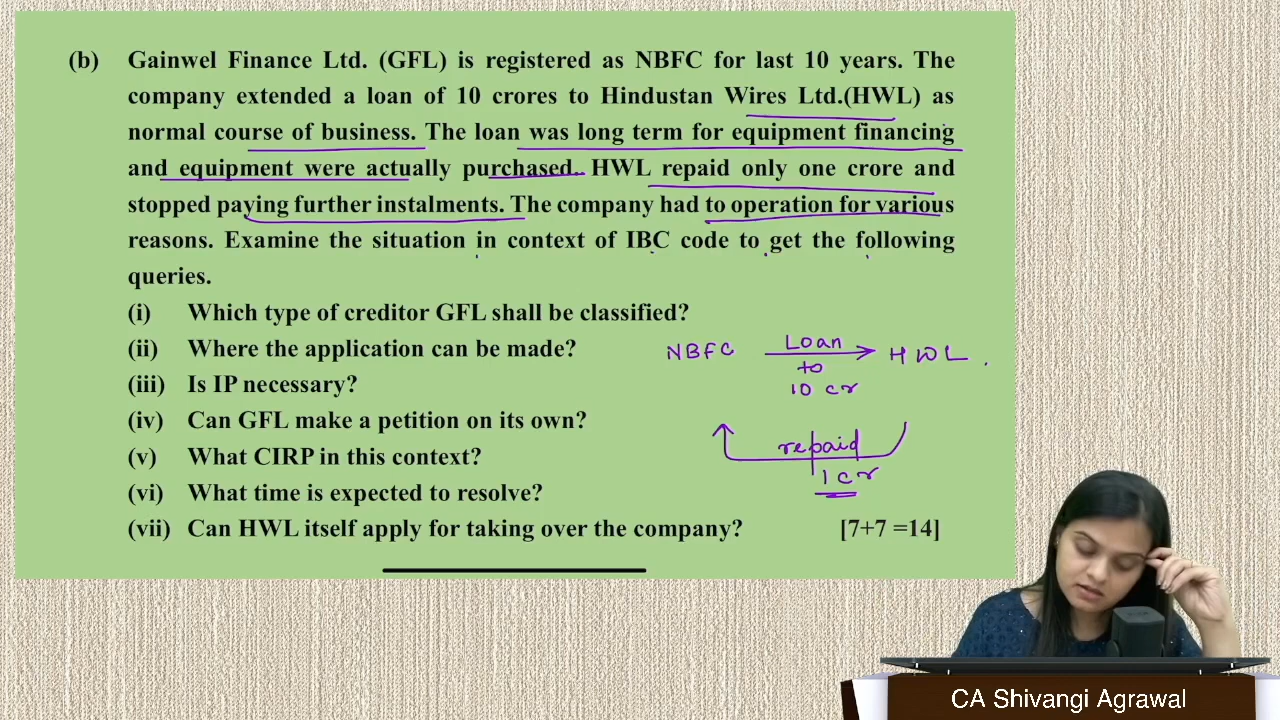 (b) Gainwel Finance Ltd. (GFL) is registered as NBFC for last 10 years. The
company extended a loan of 10 crores to Hindustan Wires Ltd.(HWL) as
normal course of business. The loan was long term for equipment financing
and equipment were actually purchased. HWL repaid only one crore and
stopped paying further instalments. The company had to operation for various
reasons. Examine the situation in context of IBC code to get the following
queries.
(i) Which type of creditor GFL shall be classified?
(ii) Where the application can be made?
(iii) Is IP necessary?
(iv) Can GFL make a petition on its own?
(v) What CIRP in this context?
(vi) What time is expected to resolve?
(vii) Can HWL itself apply for taking over the company? [7+7 =14]
NBFC Loan HWL
to
10 cr
repaid
1 cr
CA Shivangi Agrawal